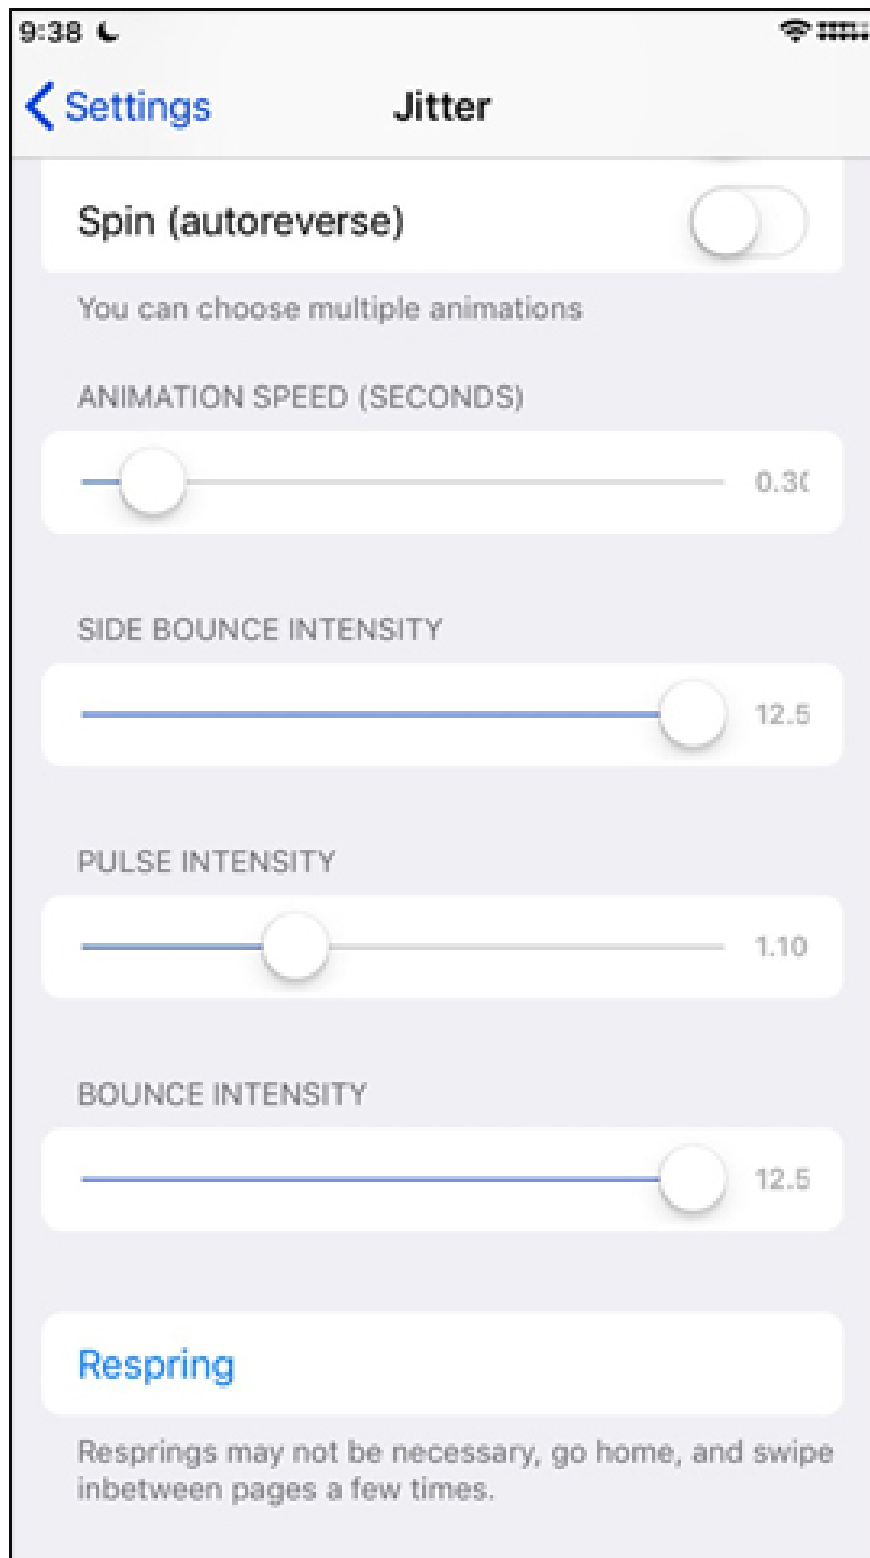 9:38
Settings
Jitter
Spin (autoreverse)
You can choose multiple animations
ANIMATION SPEED (SECONDS)
0.30
SIDE BOUNCE INTENSITY
12.5
PULSE INTENSITY
1.10
BOUNCE INTENSITY
12.5
Respring
Resprings may not be necessary, go home, and swipe
inbetween pages a few times.